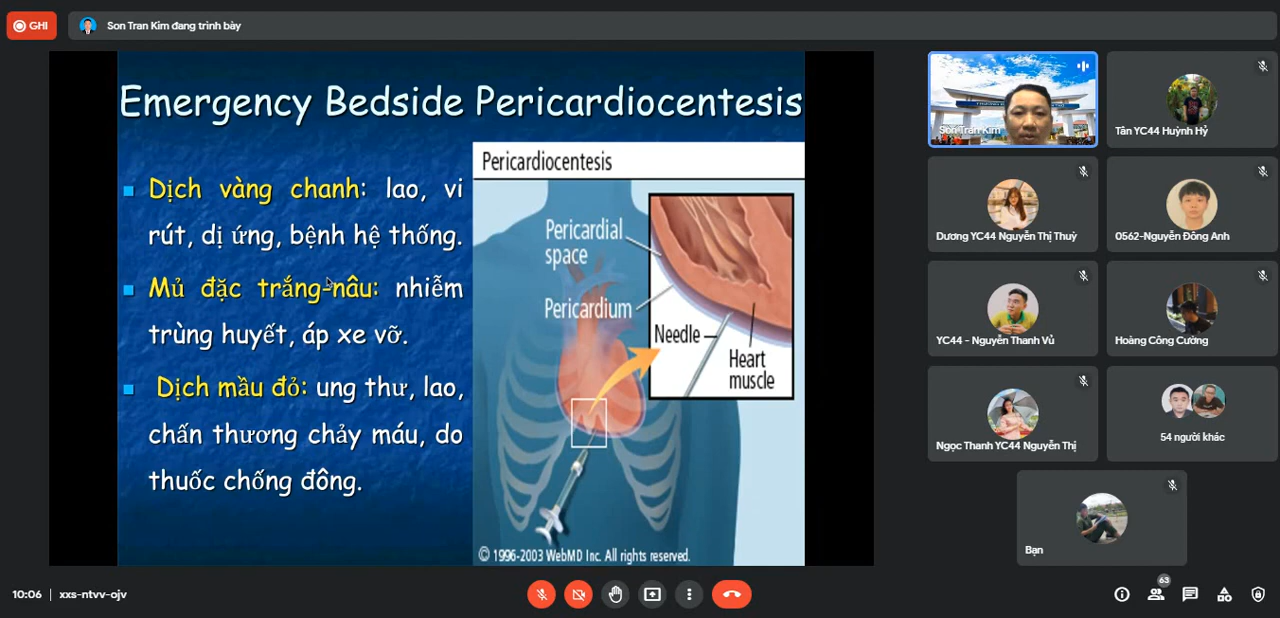 GHI
Son Tran Kim đang trình bày
Emergency Bedside Pericardiocentesis
Dịch vàng chanh: lao, vi
rút, dị ứng, bệnh hệ thống.
Mủ đặc trắng-nâu: nhiễm
trùng huyết, áp xe vỡ.
Dịch mầu đỏ: ung thư, lao,
chấn thương chảy máu, do
thuốc chống đông.
Pericardiocentesis
Pericardial
space
Pericardium
Needle
Heart
muscle
© 1996-2003 WebMD Inc. All rights reserved.
Son Tran Kim
Tân YC44 Huỳnh Hỷ
Dương YC44 Nguyễn Thị Thuỳ
0562-Nguyễn Đông Anh
YC44 - Nguyễn Thanh Vủ
Hoàng Công Cường
Ngọc Thanh YC44 Nguyễn Thị
54 người khác
Bạn
10:06
xxs-ntvv-ojv
63